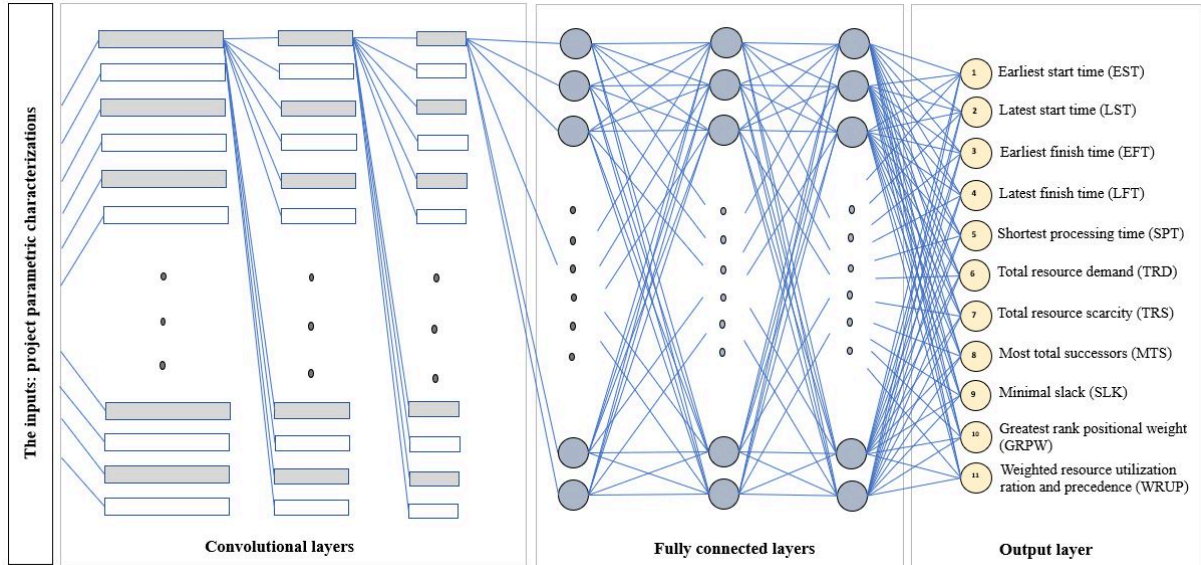 The inputs: project parametric characterizations
Convolutional layers
Fully connected layers
1 Earliest start time (EST)
2 Latest start time (LST)
3 Earliest finish time (EFT)
4 Latest finish time (LFT)
5 Shortest processing time (SPT)
6 Total resource demand (TRD)
7 Total resource scarcity (TRS)
8 Most total successors (MTS)
9 Minimal slack (SLK)
10 Greatest rank positional weight
(GRPW)
11 Weighted resource utilization
ration and precedence (WRUP)
Output layer